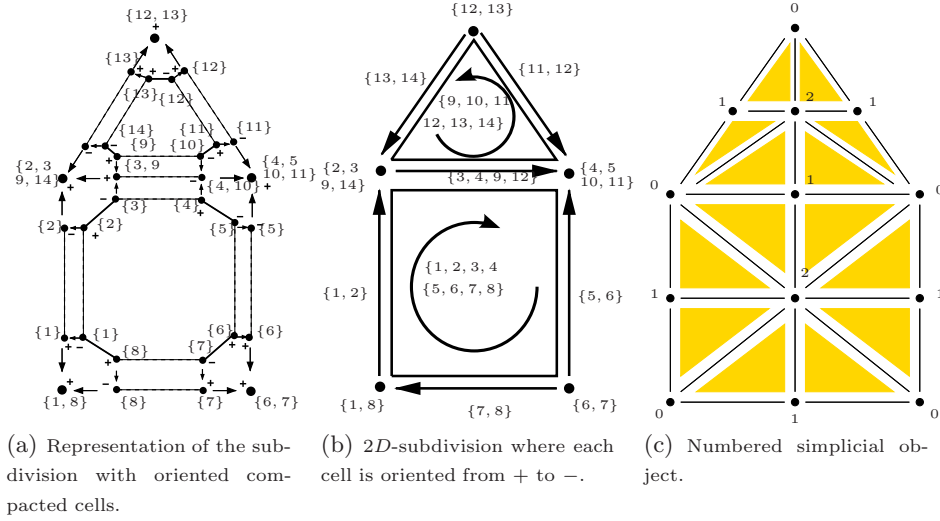 {12, 13}
+
{13} + + − + {12}
{13} {12}
{14} {11} {11}
{9} {10}
{2, 3 3, 9 {4, 5
9, 14} {4, 10} 10, 11}
{3} {4}
{2} {2} {5} {5}
{1} {1} {6} {6}
{8} {7}
{1, 8} {8} {7} {6, 7}
(a) Representation of the sub-
division with oriented com-
pacted cells.
{12, 13}
{13, 14} {11, 12}
{9, 10, 11
12, 13, 14}
{2, 3 {4, 5
9, 14} {3, 4, 9, 12} 10, 11}
{1, 2, 3, 4
{5, 6, 7, 8}
{1, 2} {5, 6}
{1, 8} {7, 8} {6, 7}
(b) 2D-subdivision where each
cell is oriented from + to −.
0
1 2 1
0 1 0
1 2 1
0 1 0
(c) Numbered simplicial ob-
ject.